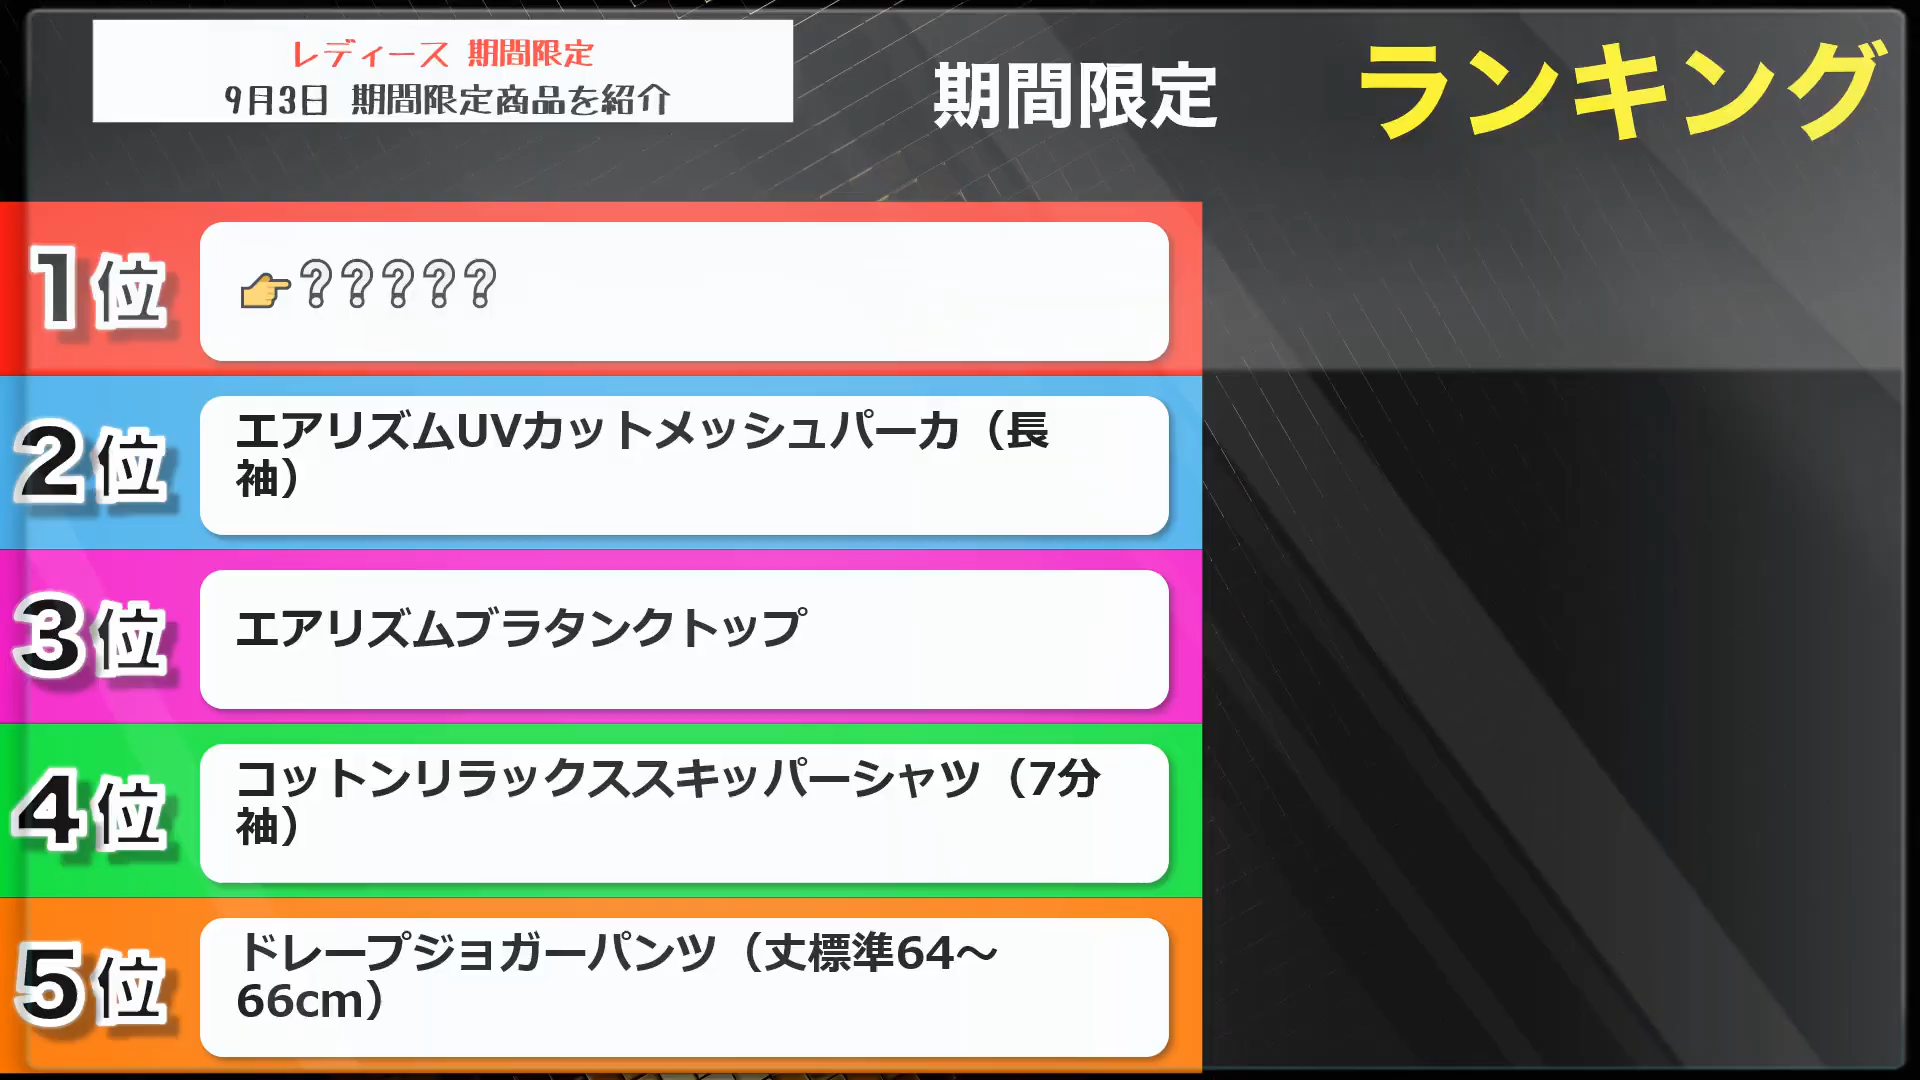 レディース 期間限定
9月3日 期間限定商品を紹介
期間限定 ランキング
1位
👉？？？？？
2位
エアリズムUVカットメッシュパーカ（長
袖）
3位
エアリズムブラタンクトップ
4位
コットンリラックススキッパーシャツ（7分
袖）
5位
ドレープジョガーパンツ（丈標準64～
66cm）